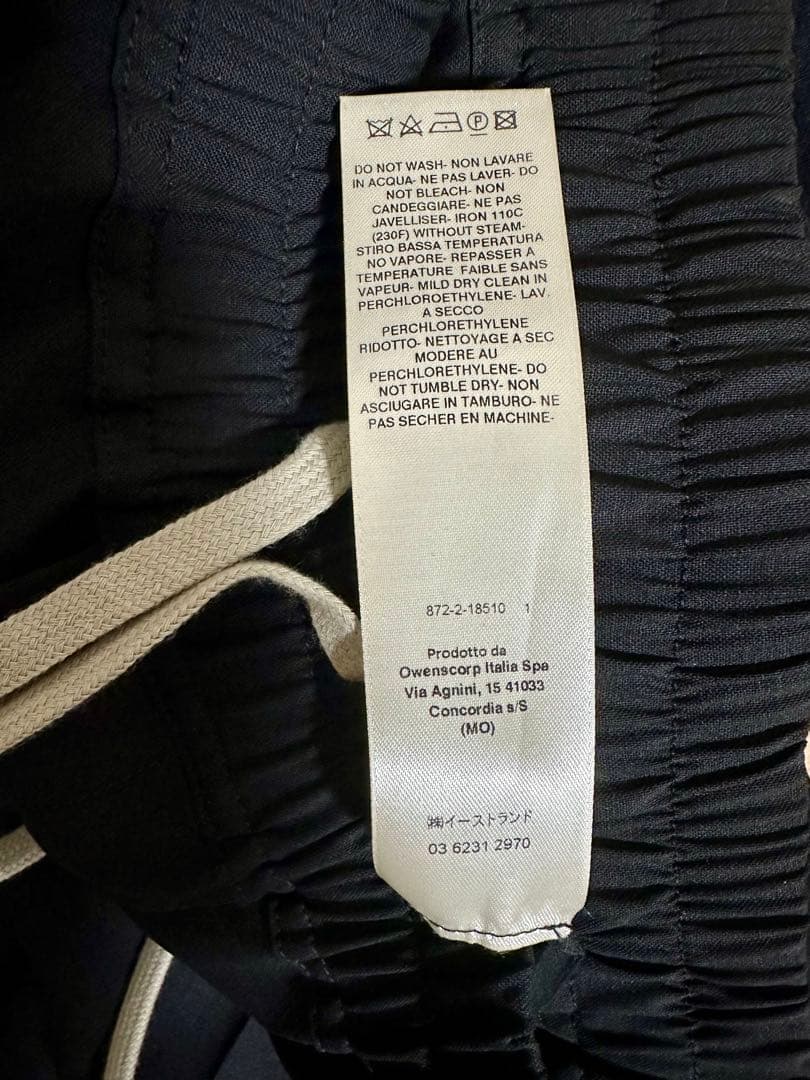 P
DO NOT WASH- NON LAVARE
IN ACQUA- NE PAS LAVER- DO
NOT BLEACH- NON
CANDEGGIARE- NE PAS
JAVELLISER- IRON 110C
(230F) WITHOUT STEAM-
STIRO BASSA TEMPERATURA
NO VAPORE- REPASSER A
TEMPERATURE FAIBLE SANS
VAPEUR- MILD DRY CLEAN IN
PERCHLOROETHYLENE- LAV.
A SECCO
PERCHLORETHYLENE
RIDOTTO- NETTOYAGE A SEC
MODERE AU
PERCHLORETHYLENE- DO
NOT TUMBLE DRY- NON
ASCIUGARE IN TAMBURO- NE
PAS SECHER EN MACHINE-
872-2-18510 1
Prodotto da
Owenscorp Italia Spa
Via Agnini, 15 41033
Concordia s/S
(MO)
㈱イーストランド
03 6231 2970